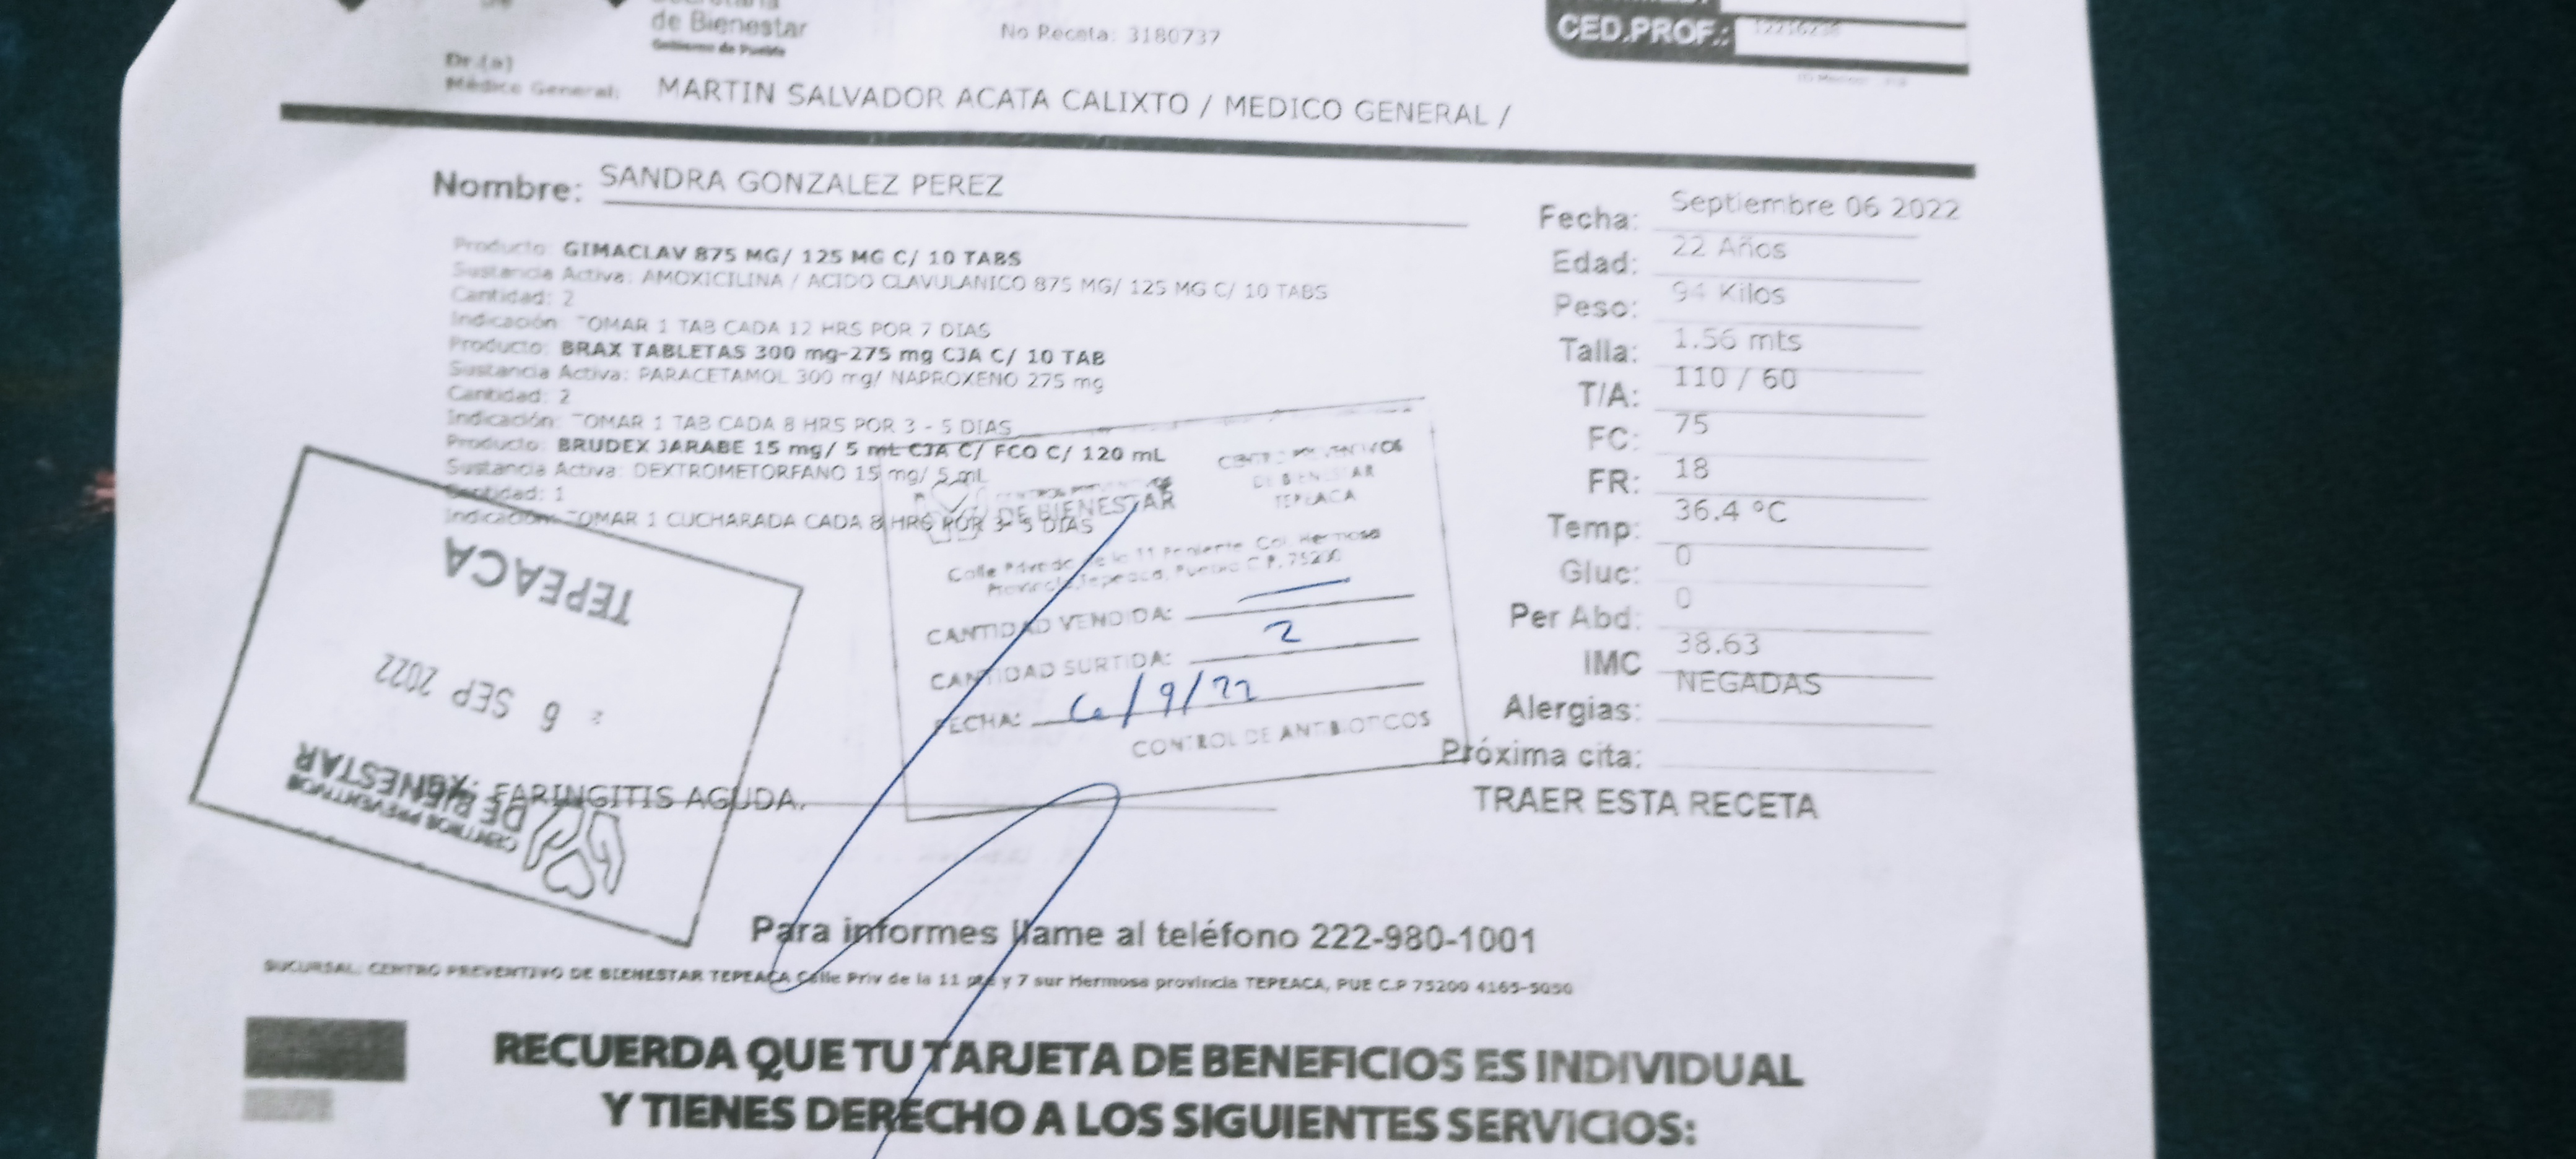 de Bienestar
Gobierno de Puebla
No Receta: 3180737
CED.PROF.:
Dr.(a)
Médico General: MARTIN SALVADOR ACATA CALIXTO / MEDICO GENERAL /
Nombre: SANDRA GONZALEZ PEREZ
Fecha: Septiembre 06 2022
Edad: 22 Años
Peso: 94 Kilos
Talla: 1.56 mts
T/A: 110 / 60
FC: 75
FR: 18
Temp: 36.4 °C
Gluc: 0
Per Abd: 0
IMC 38.63
Alergias: NEGADAS
Próxima cita:
TRAER ESTA RECETA
Producto: GIMACLAV 875 MG/ 125 MG C/ 10 TABS
Sustancia Activa: AMOXICILINA / ACIDO CLAVULANICO 875 MG/ 125 MG C/ 10 TABS
Cantidad: 2
Indicación: TOMAR 1 TAB CADA 12 HRS POR 7 DIAS
Producto: BRAX TABLETAS 300 mg-275 mg CJA C/ 10 TAB
Sustancia Activa: PARACETAMOL 300 mg/ NAPROXENO 275 mg
Cantidad: 2
Indicación: TOMAR 1 TAB CADA 8 HRS POR 3 - 5 DIAS
Producto: BRUDEX JARABE 15 mg/ 5 mL CJA C/ FCO C/ 120 mL
Sustancia Activa: DEXTROMETORFANO 15 mg/ 5 mL
Cantidad: 1
Indicación: TOMAR 1 CUCHARADA CADA 8 HRS POR 3- 5 DIAS
CENTROS PREVENTIVOS
DE BIENESTAR
CENTROS PREVENTIVOS
DE BIENESTAR
TEPEACA
Calle Privada de la 11 Poniente Col. Hermosa
Provincia, Tepeaca, Puebla C.P. 75200
CANTIDAD VENDIDA:
CANTIDAD SURTIDA: 2
FECHA: 6/9/22
CONTROL DE ANTIBIOTICOS
CENTROS PREVENTIVOS
DE BIENESTAR
6 SEP 2022
TEPEACA
FARINGITIS AGUDA.
Para informes llame al teléfono 222-980-1001
SUCURSAL: CENTRO PREVENTIVO DE BIENESTAR TEPEACA Calle Priv de la 11 pte y 7 sur Hermosa provincia TEPEACA, PUE C.P 75200 4165-5050
RECUERDA QUE TU TARJETA DE BENEFICIOS ES INDIVIDUAL
Y TIENES DERECHO A LOS SIGUIENTES SERVICIOS: